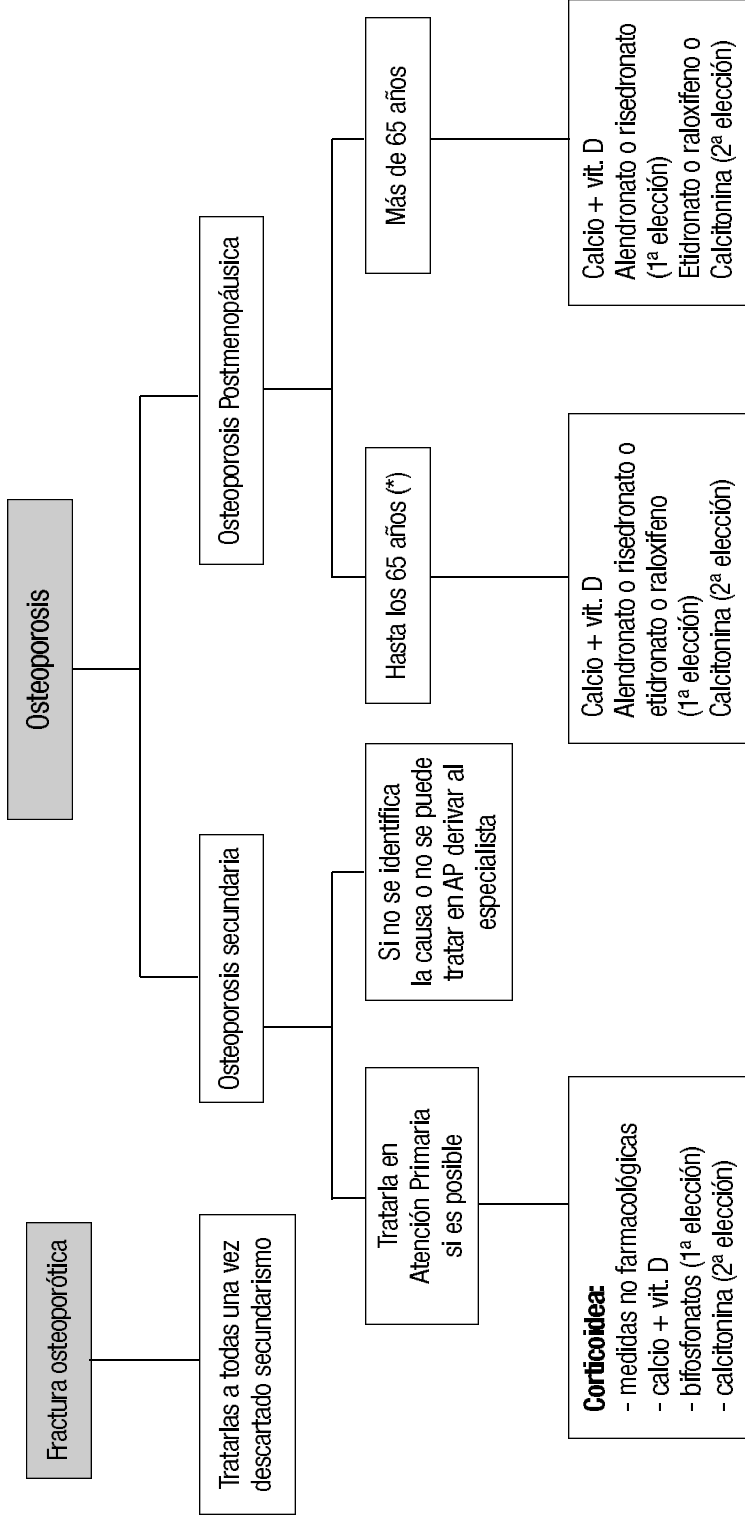 Fractura osteoporótica
Tratarlas a todas una vez
descartado secundarismo
Osteoporosis
Osteoporosis secundaria
Tratarla en
Atención Primaria
si es posible
Corticoidea:
- medidas no farmacológicas
- calcio + vit. D
- bifosfonatos (1ª elección)
- calcitonina (2ª elección)
Si no se identifica
la causa o no se puede
tratar en AP derivar al
especialista
Osteoporosis Postmenopáusica
Hasta los 65 años (*)
Calcio + vit. D
Alendronato o risedronato o
etidronato o raloxifeno
(1ª elección)
Calcitonina (2ª elección)
Más de 65 años
Calcio + vit. D
Alendronato o risedronato
(1ª elección)
Etidronato o raloxifeno o
Calcitonina (2ª elección)